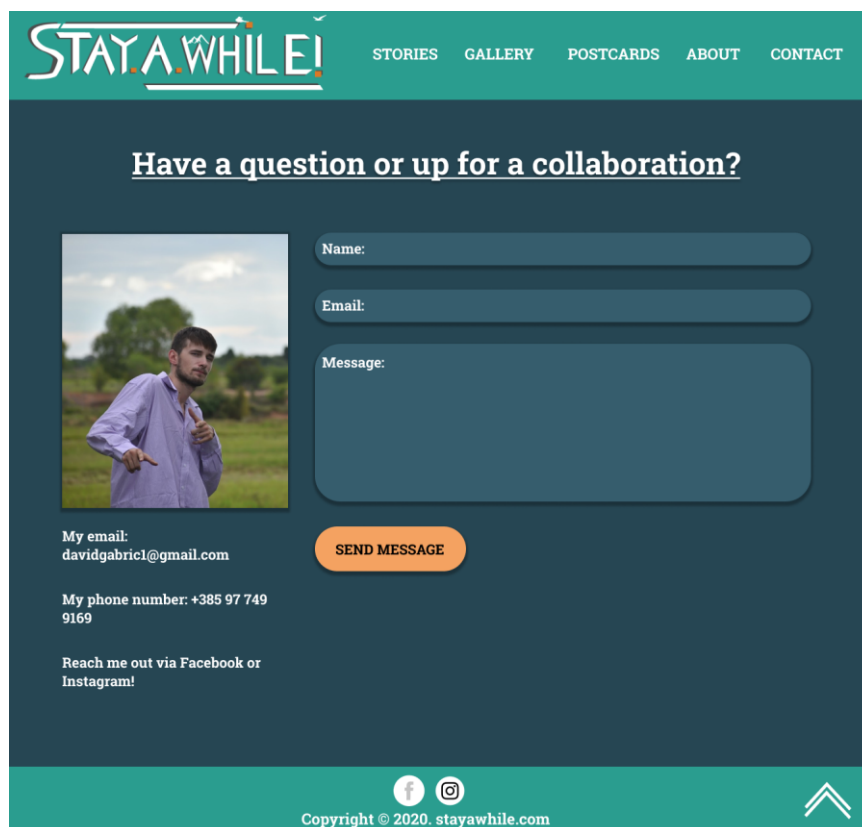 STAY.A.WHILE!
STORIES GALLERY POSTCARDS ABOUT CONTACT
Have a question or up for a collaboration?
Name:
Email:
Message:
SEND MESSAGE
My email:
davidgabric1@gmail.com
My phone number: +385 97 749
9169
Reach me out via Facebook or
Instagram!
f
Copyright © 2020. stayawhile.com